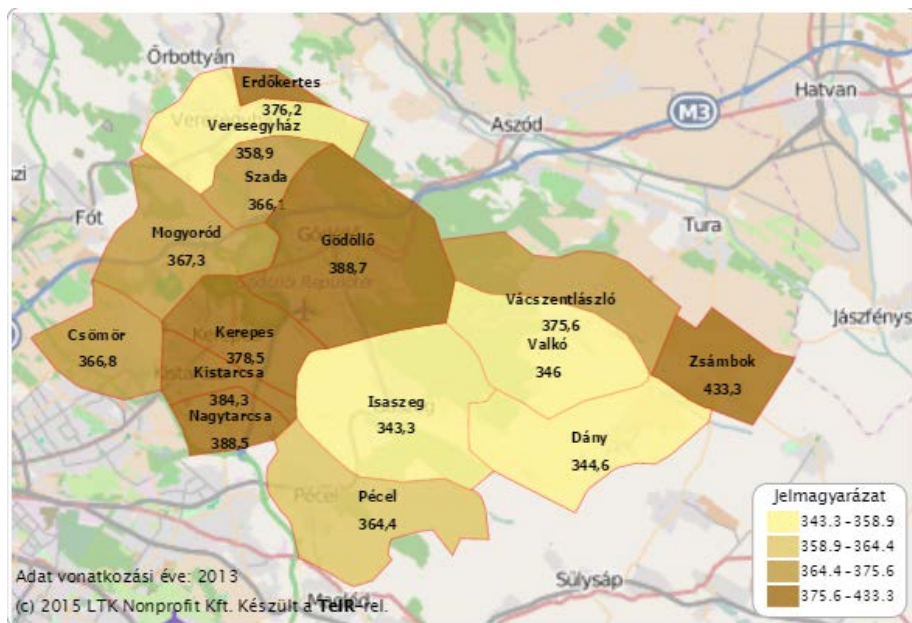 Őrbottyán
Erdőkertes
376,2
Veresegyház
358,9
Szada
366,1
Hatvan
M3
Aszód
Fót
Mogyoród
367,3
Gödöllő
388,7
Tura
Vácszentlászló
375,6
Jászfénys
Csömör
366,8
Kerepes
378,5
Valkó
346
Zsámbok
433,3
Kistarcsa
384,3
Nagytarcsa
388,5
Isaszeg
343,3
Dány
344,6
Pécel
364,4
Jelmagyarázat
343.3-358.9
358.9-364.4
364.4-375.6
375.6-433.3
Adat vonatkozási éve: 2013
Sülysáp
(c) 2015 LTK Nonprofit Kft. Készült a TeIR-rel.